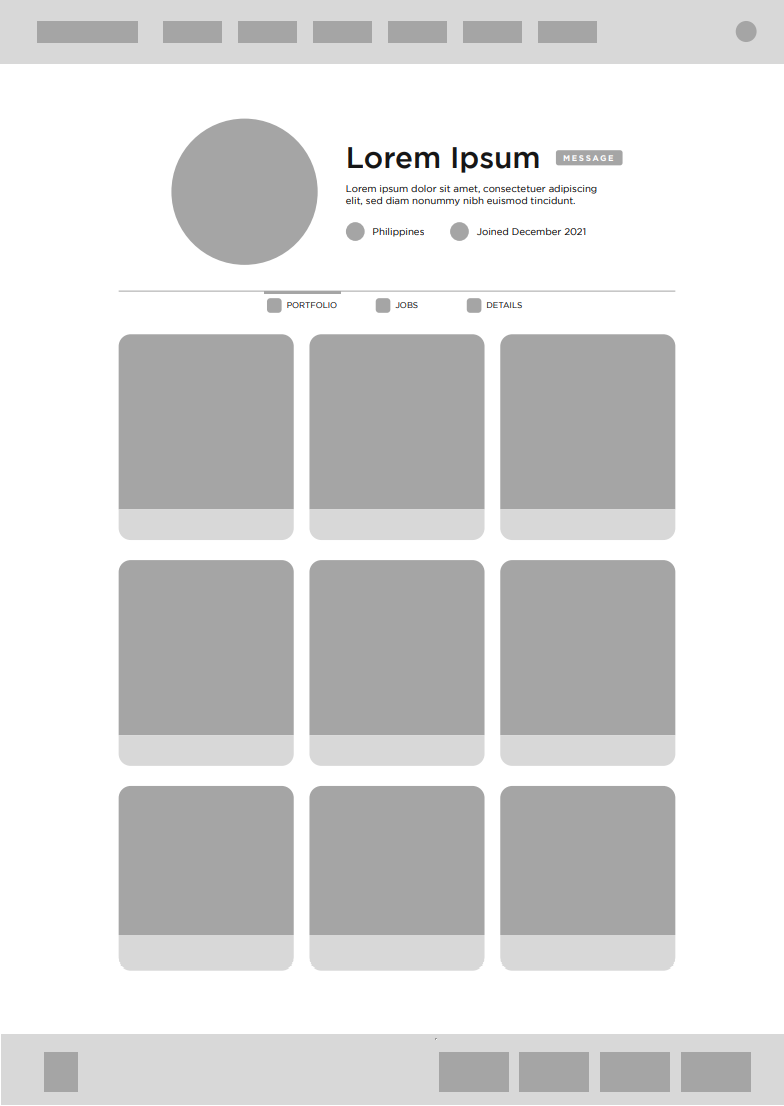 Lorem Ipsum
MESSAGE
Lorem ipsum dolor sit amet, consectetuer adipiscing
elit, sed diam nonummy nibh euismod tincidunt.
Philippines
Joined December 2021
PORTFOLIO
JOBS
DETAILS